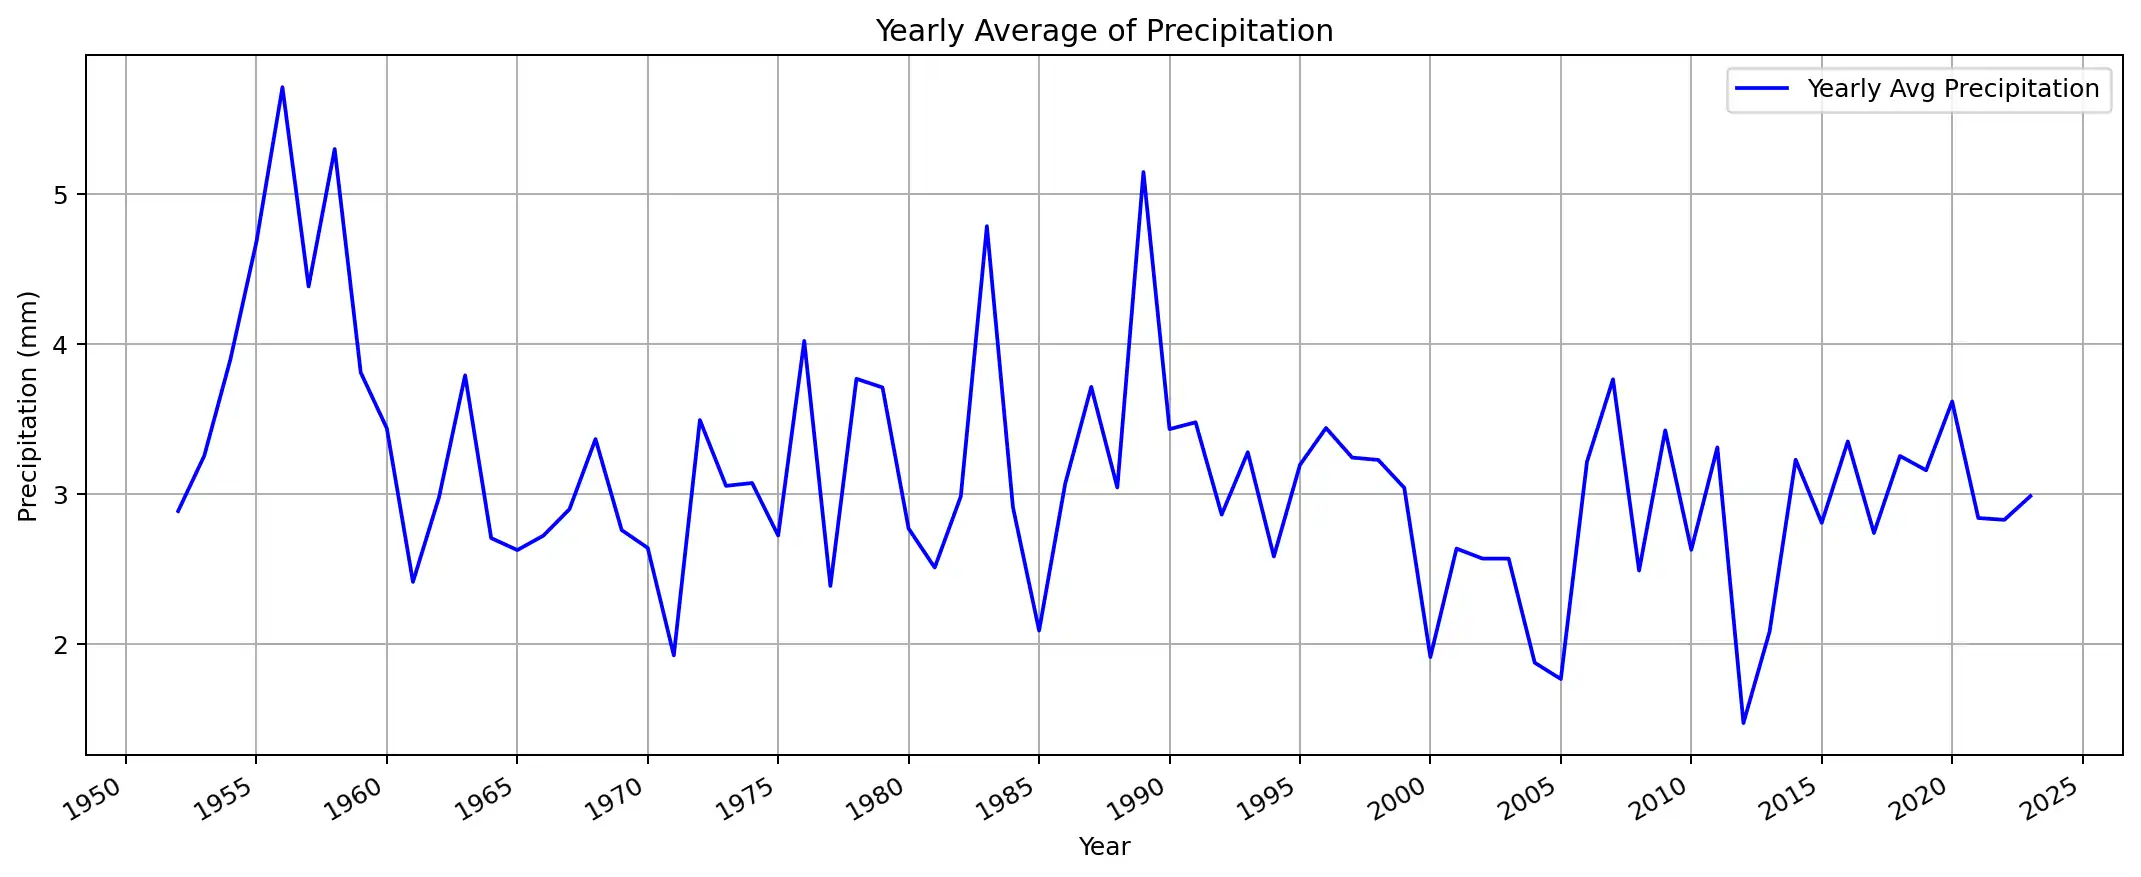 Yearly Average of Precipitation
Yearly Avg Precipitation
Precipitation (mm)
5
4
3
2
1950 1955 1960 1965 1970 1975 1980 1985 1990 1995 2000 2005 2010 2015 2020 2025
Year